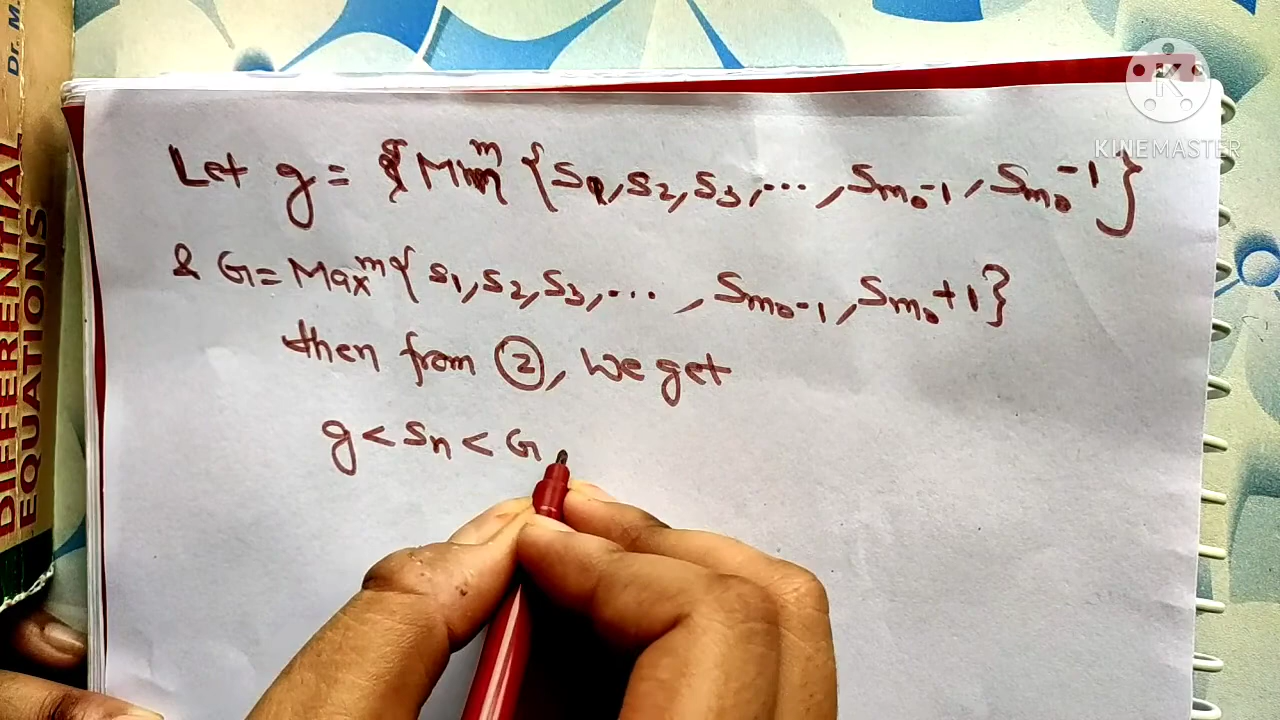 Dr. M.
DIFFERENTIAL
EQUATIONS
KINEMASTER
Let g = Min^m {S1, S2, S3, ..., Sm0-1, Sm0 -1}
& G = Max^m {S1, S2, S3, ..., Sm0-1, Sm0 +1}
then from ②, we get
g < Sn < G